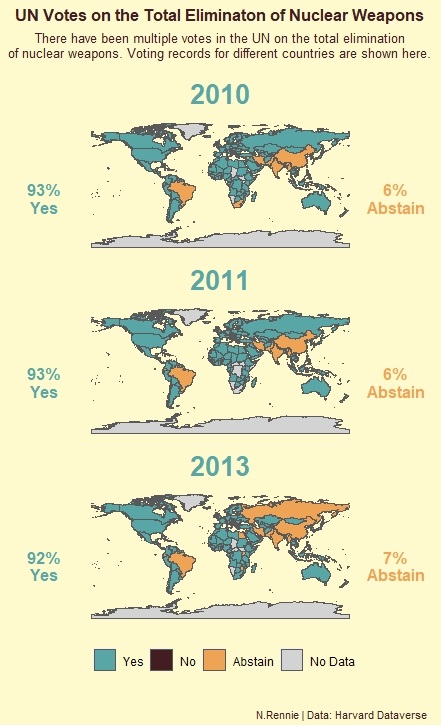 UN Votes on the Total Eliminaton of Nuclear Weapons
There have been multiple votes in the UN on the total elimination
of nuclear weapons. Voting records for different countries are shown here.
2010
93%
Yes
6%
Abstain
2011
93%
Yes
6%
Abstain
2013
92%
Yes
7%
Abstain
Yes No Abstain No Data
N.Rennie | Data: Harvard Dataverse